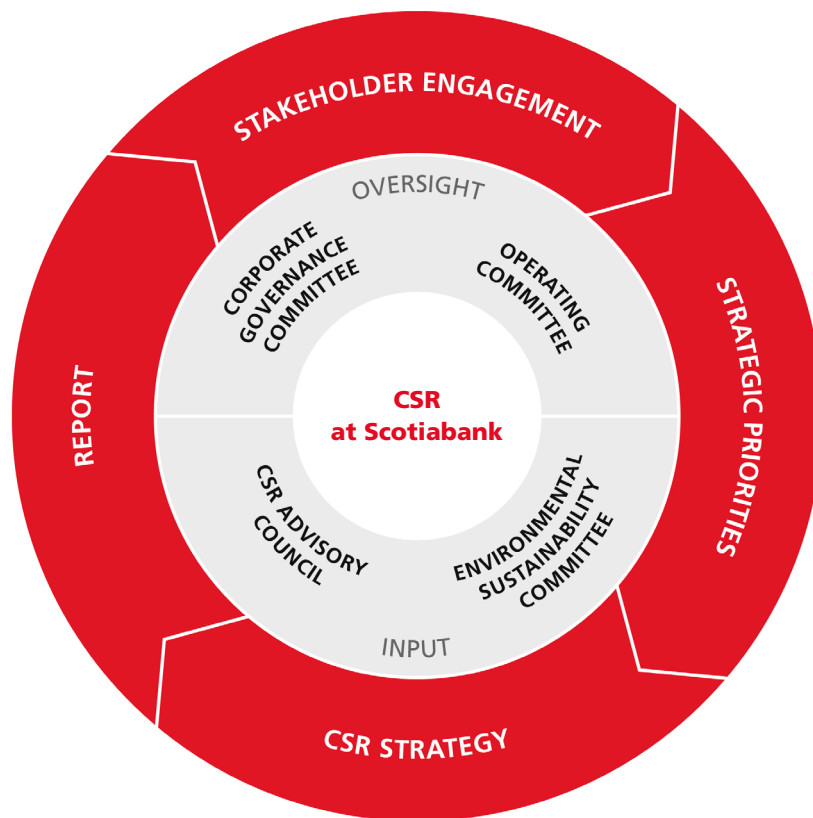 STAKEHOLDER ENGAGEMENT
OVERSIGHT
CORPORATE
GOVERNANCE
COMMITTEE
OPERATING
COMMITTEE
STRATEGIC PRIORITIES
REPORT
CSR
at Scotiabank
CSR ADVISORY
COUNCIL
ENVIRONMENTAL
SUSTAINABILITY
COMMITTEE
INPUT
CSR STRATEGY